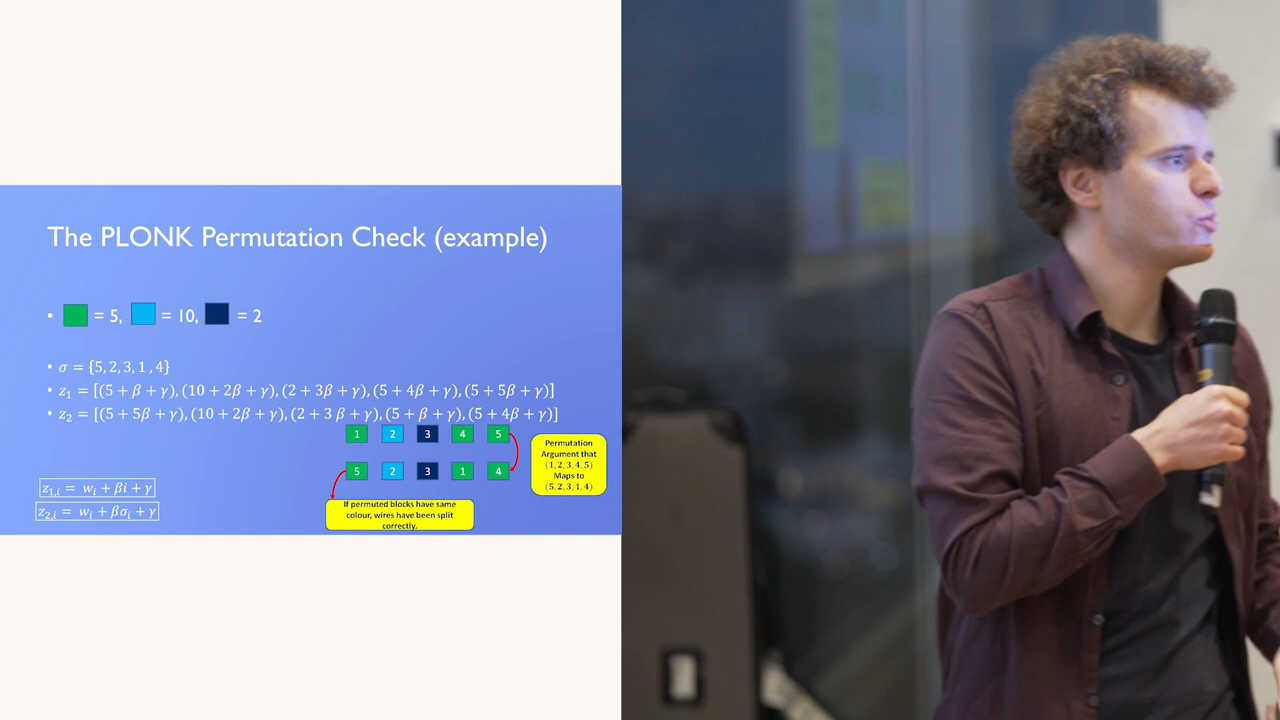 The PLONK Permutation Check (example)
• = 5, = 10, = 2
• σ = {5, 2, 3, 1 , 4}
• z₁ = [(5 + β + γ), (10 + 2β + γ), (2 + 3β + γ), (5 + 4β + γ), (5 + 5β + γ)]
• z₂ = [(5 + 5β + γ), (10 + 2β + γ), (2 + 3 β + γ), (5 + β + γ), (5 + 4β + γ)]
1 2 3 4 5
5 2 3 1 4
Permutation
Argument that
(1, 2, 3, 4, 5)
Maps to
(5, 2, 3, 1, 4)
z₁,ᵢ = wᵢ + βi + γ
z₂,ᵢ = wᵢ + βσᵢ + γ
If permuted blocks have same
colour, wires have been split
correctly.